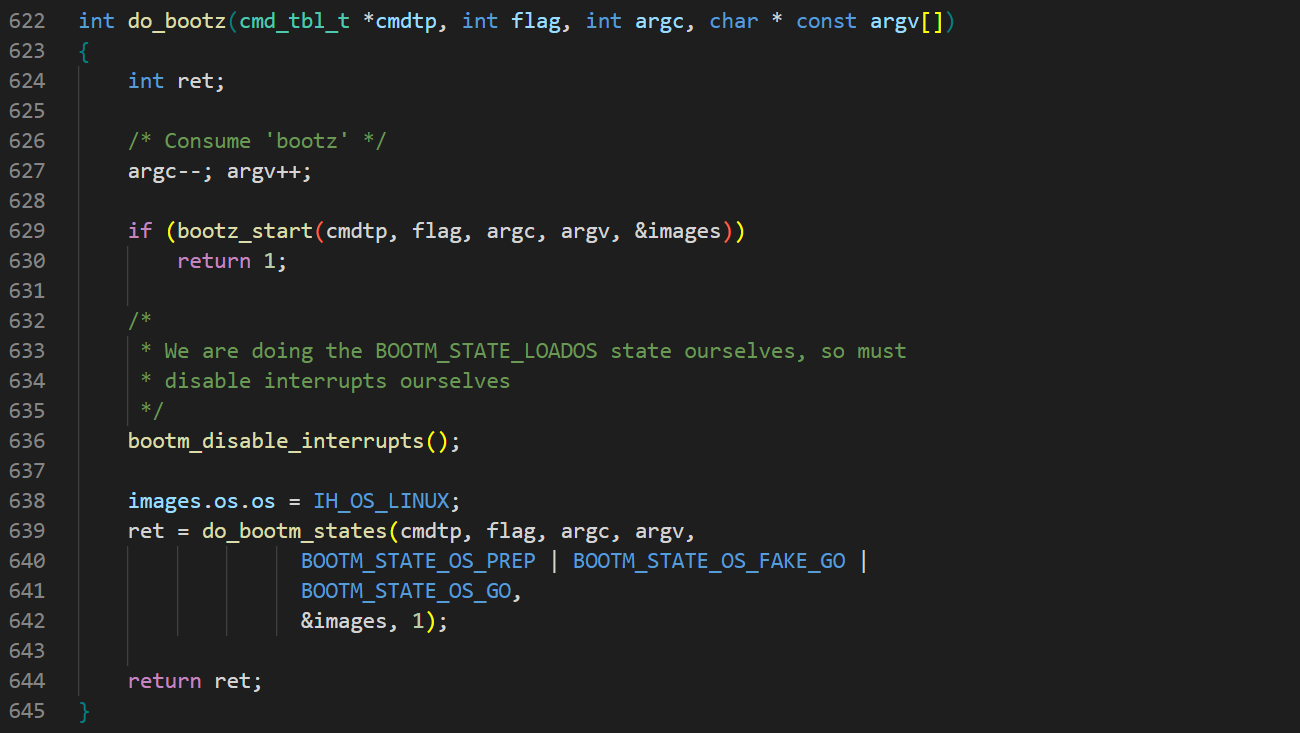 622 int do_bootz(cmd_tbl_t *cmdtp, int flag, int argc, char * const argv[])
623 {
624     int ret;
625
626     /* Consume 'bootz' */
627     argc--; argv++;
628
629     if (bootz_start(cmdtp, flag, argc, argv, &images))
630         return 1;
631
632     /*
633      * We are doing the BOOTM_STATE_LOADOS state ourselves, so must
634      * disable interrupts ourselves
635      */
636     bootm_disable_interrupts();
637
638     images.os.os = IH_OS_LINUX;
639     ret = do_bootm_states(cmdtp, flag, argc, argv,
640                   BOOTM_STATE_OS_PREP | BOOTM_STATE_OS_FAKE_GO |
641                   BOOTM_STATE_OS_GO,
642                   &images, 1);
643
644     return ret;
645 }